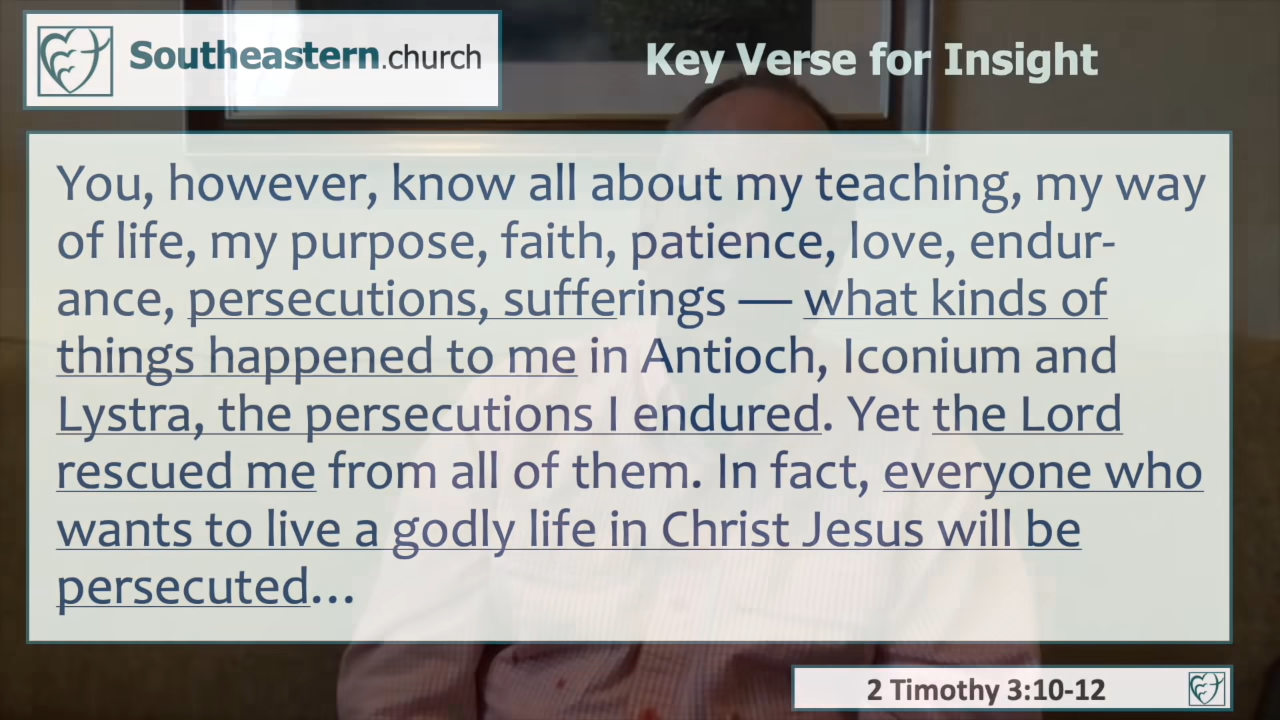 Southeastern.church
Key Verse for Insight
You, however, know all about my teaching, my way
of life, my purpose, faith, patience, love, endur-
ance, persecutions, sufferings — what kinds of
things happened to me in Antioch, Iconium and
Lystra, the persecutions I endured. Yet the Lord
rescued me from all of them. In fact, everyone who
wants to live a godly life in Christ Jesus will be
persecuted…
2 Timothy 3:10-12